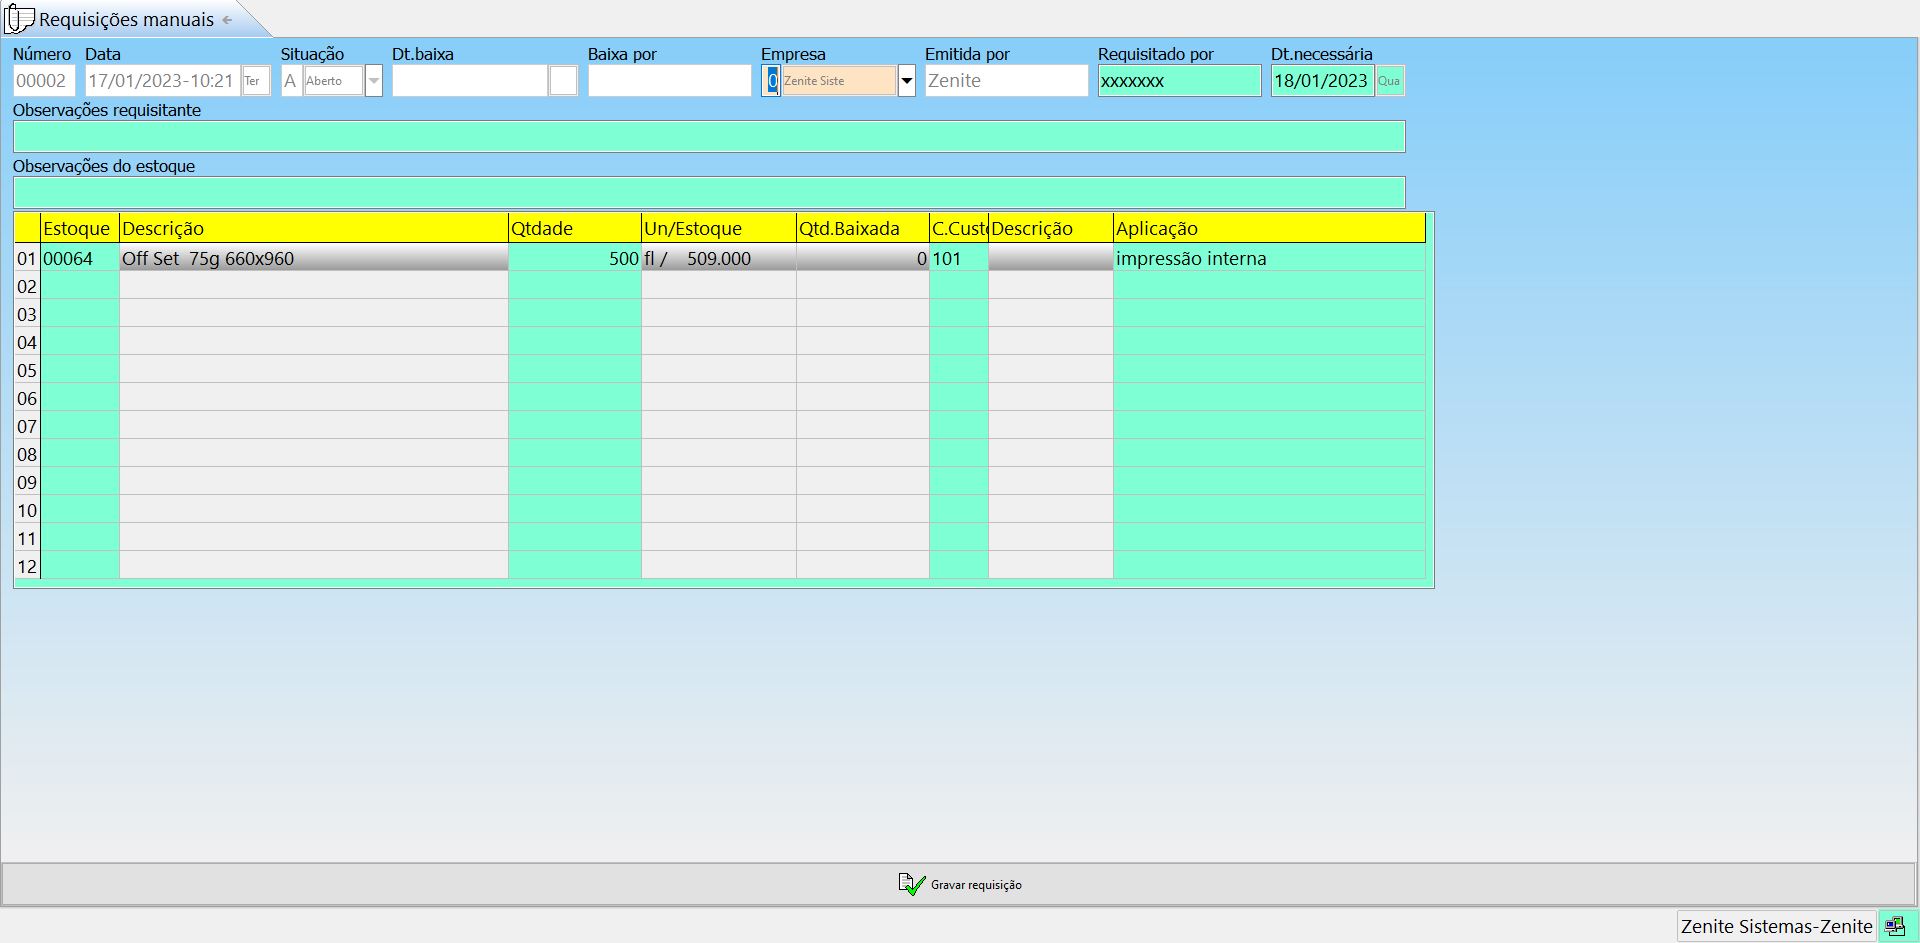 Requisições manuais
Número Data Situação Dt.baixa Baixa por Empresa Emitida por Requisitado por Dt.necessária
00002 17/01/2023-10:21 Ter A Aberto 0 Zenite Siste Zenite xxxxxxx 18/01/2023 Qua
Observações requisitante
Observações do estoque
Estoque Descrição Qtdade Un/Estoque Qtd.Baixada C.Custo Descrição Aplicação
01 00064 Off Set 75g 660x960 500 fl / 509.000 0 101 impressão interna
02
03
04
05
06
07
08
09
10
11
12
Gravar requisição
Zenite Sistemas-Zenite